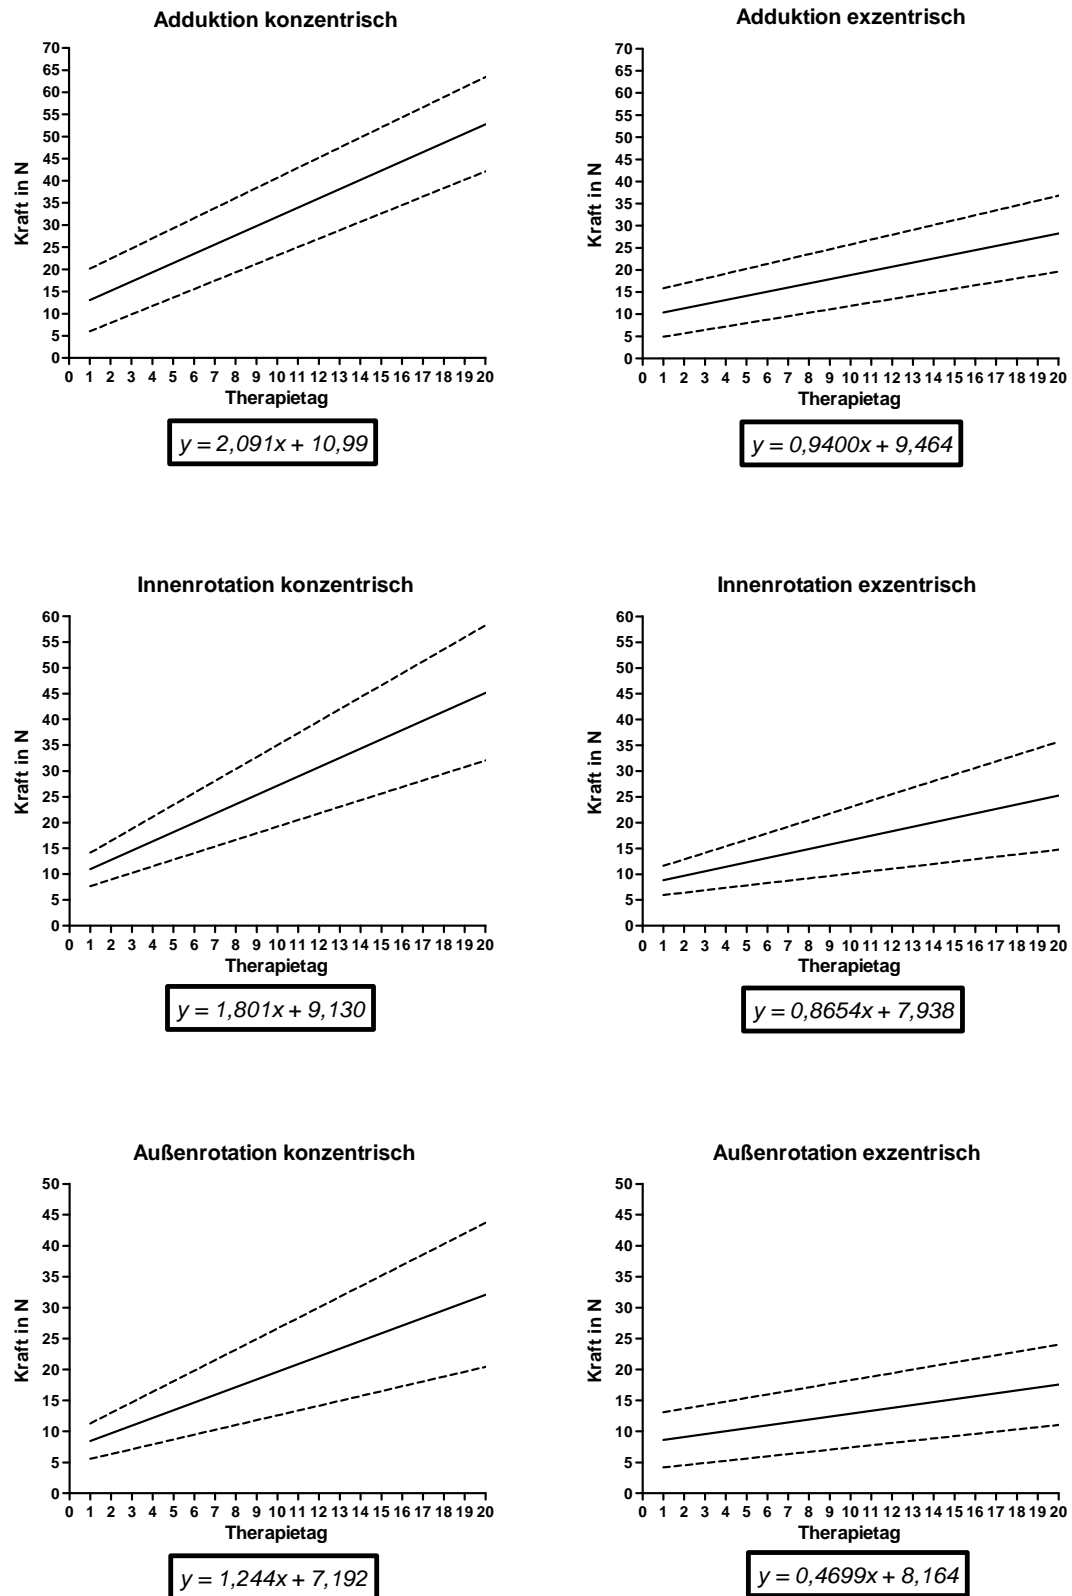 Adduktion konzentrisch
70
65
60
55
50
45
40
35
30
25
20
15
10
5
0
Kraft in N
0 1 2 3 4 5 6 7 8 9 10 11 12 13 14 15 16 17 18 19 20
Therapietag
y = 2,091x + 10,99
Adduktion exzentrisch
70
65
60
55
50
45
40
35
30
25
20
15
10
5
0
Kraft in N
0 1 2 3 4 5 6 7 8 9 10 11 12 13 14 15 16 17 18 19 20
Therapietag
y = 0,9400x + 9,464
Innenrotation konzentrisch
60
55
50
45
40
35
30
25
20
15
10
5
0
Kraft in N
0 1 2 3 4 5 6 7 8 9 10 11 12 13 14 15 16 17 18 19 20
Therapietag
y = 1,801x + 9,130
Innenrotation exzentrisch
60
55
50
45
40
35
30
25
20
15
10
5
0
Kraft in N
0 1 2 3 4 5 6 7 8 9 10 11 12 13 14 15 16 17 18 19 20
Therapietag
y = 0,8654x + 7,938
Außenrotation konzentrisch
50
45
40
35
30
25
20
15
10
5
0
Kraft in N
0 1 2 3 4 5 6 7 8 9 10 11 12 13 14 15 16 17 18 19 20
Therapietag
y = 1,244x + 7,192
Außenrotation exzentrisch
50
45
40
35
30
25
20
15
10
5
0
Kraft in N
0 1 2 3 4 5 6 7 8 9 10 11 12 13 14 15 16 17 18 19 20
Therapietag
y = 0,4699x + 8,164